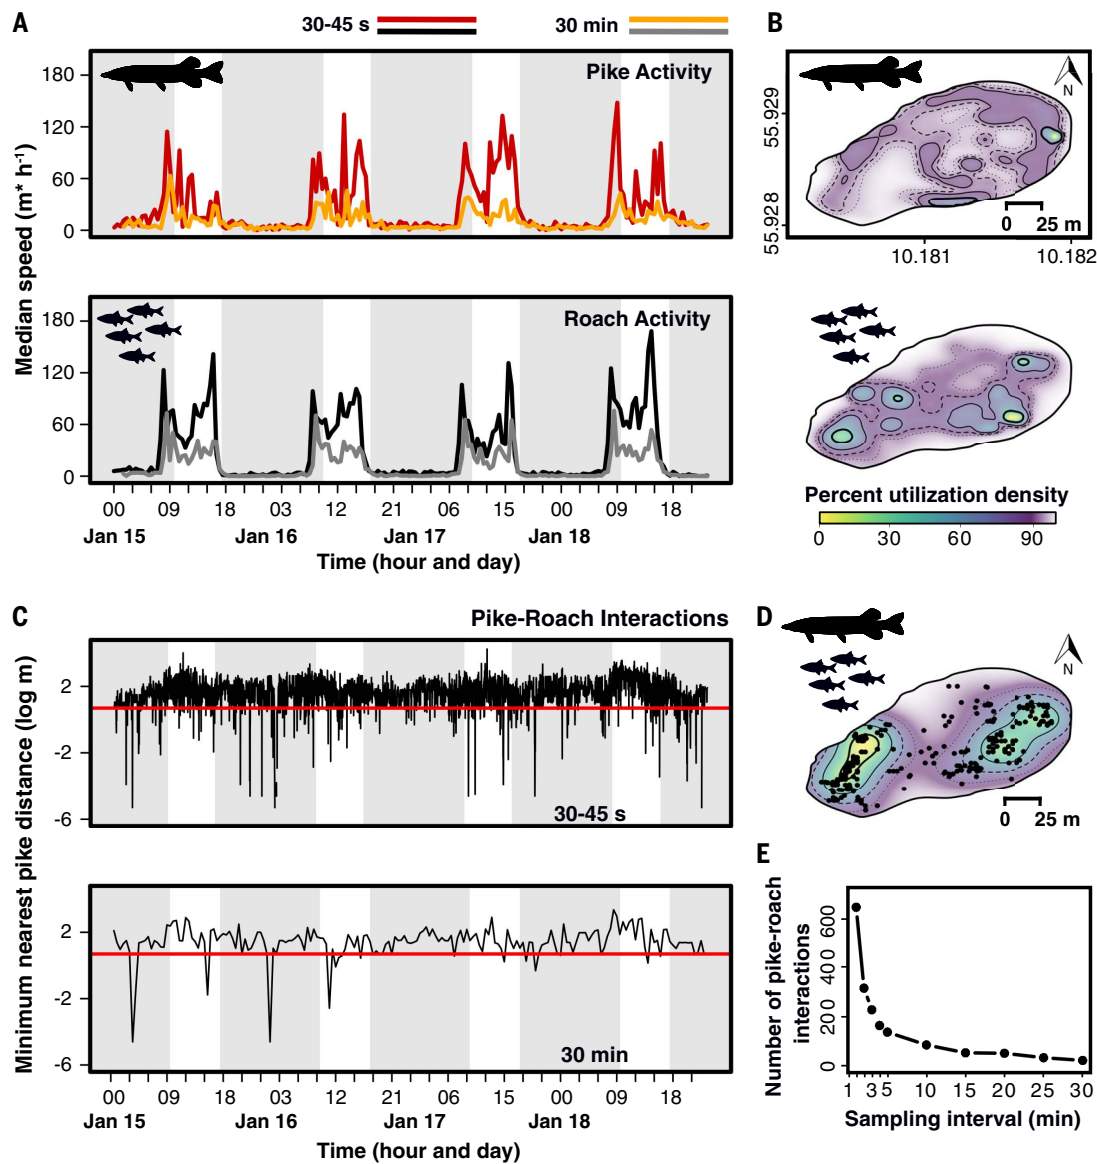 A
30-45 s
30 min
B
Pike Activity
180
120
60
0
N
55.929
55.928
0 25 m
10.181 10.182
Median speed (m* h⁻¹)
Roach Activity
180
120
60
0
00 09 18 03 12 21 06 15 00 09 18
Jan 15 Jan 16 Jan 17 Jan 18
Time (hour and day)
Percent utilization density
0 30 60 90
C
Pike-Roach Interactions
D
N
Minimum nearest pike distance (log m)
2
-2
-6
30-45 s
0 25 m
2
-2
-6
30 min
00 09 18 03 12 21 06 15 00 09 18
Jan 15 Jan 16 Jan 17 Jan 18
Time (hour and day)
E
Number of pike-roach
interactions
600
400
200
0
1 3 5 10 15 20 25 30
Sampling interval (min)